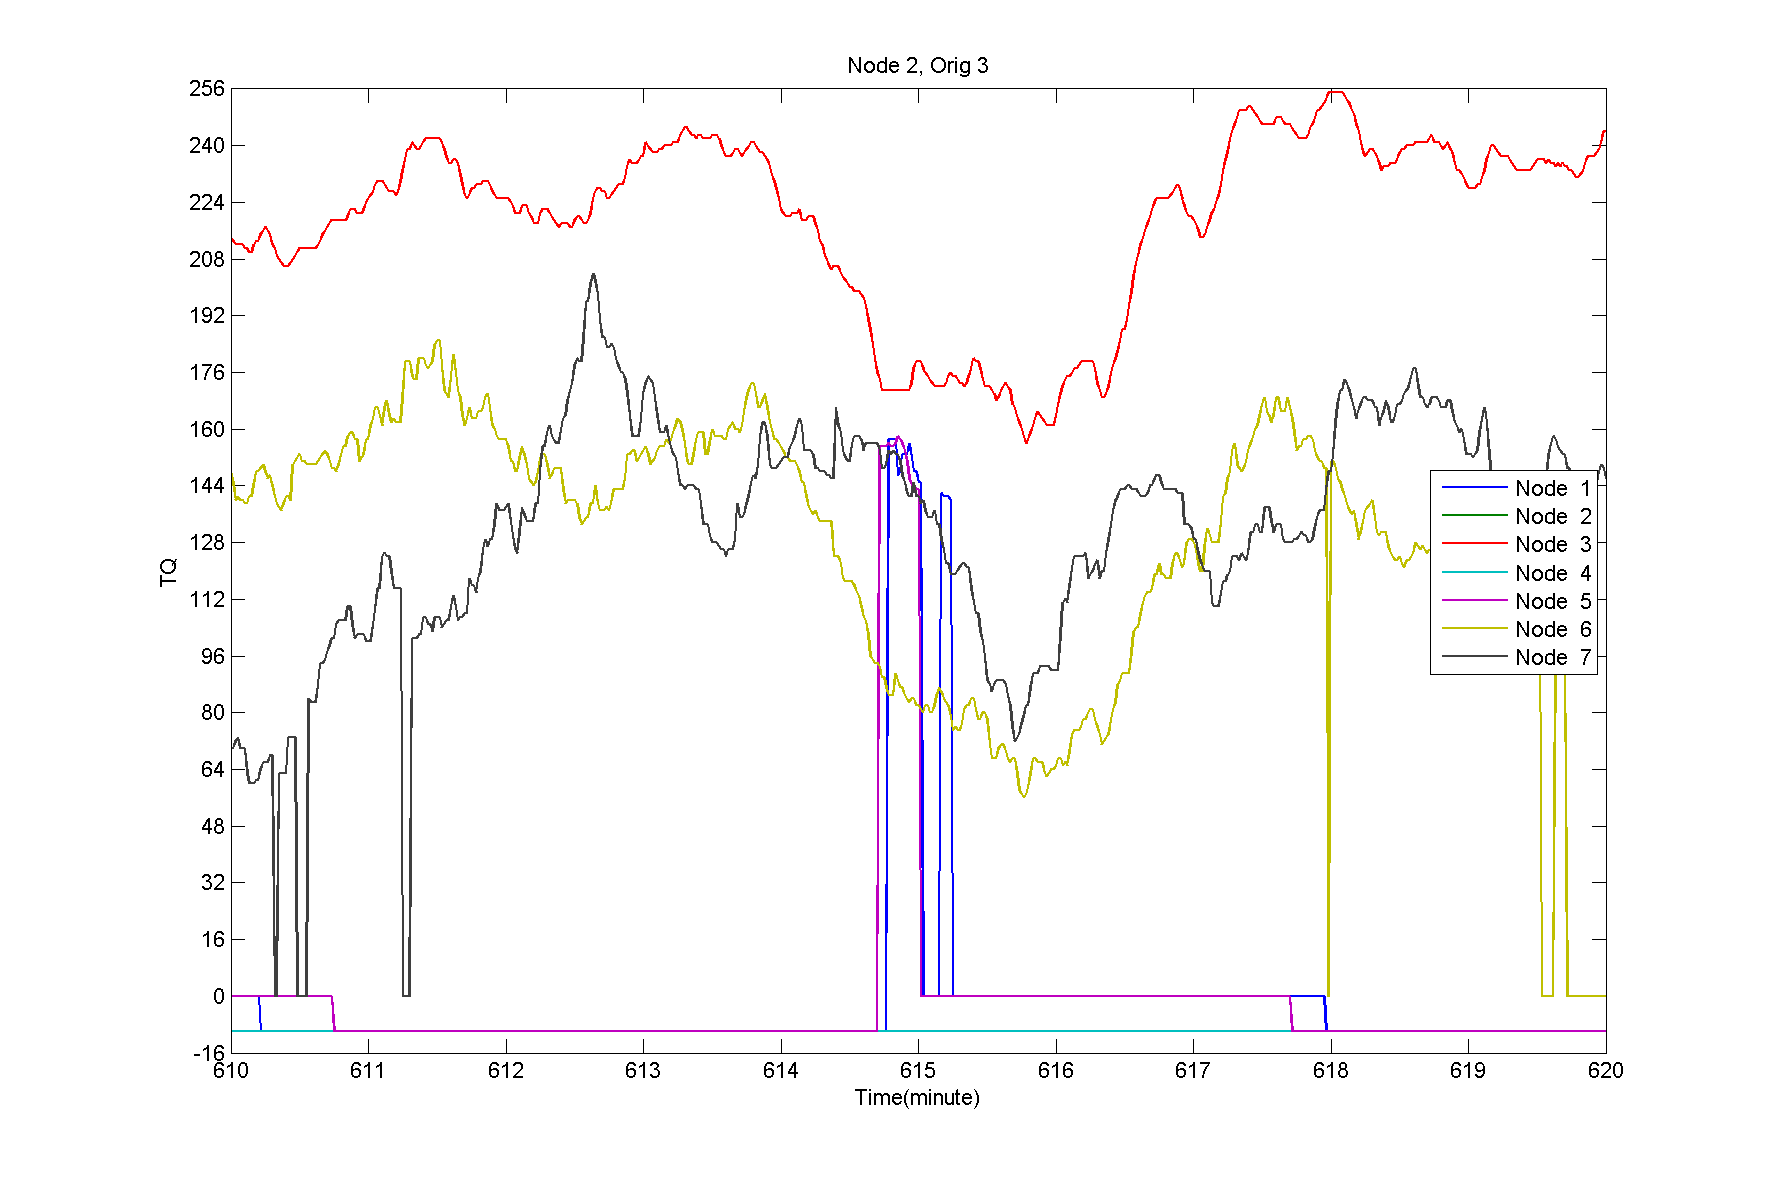 Node 2, Orig 3
256
240
224
208
192
176
160
144
128
112
96
80
64
48
32
16
0
-16
TQ
Node 1
Node 2
Node 3
Node 4
Node 5
Node 6
Node 7
610 611 612 613 614 615 616 617 618 619 620
Time(minute)